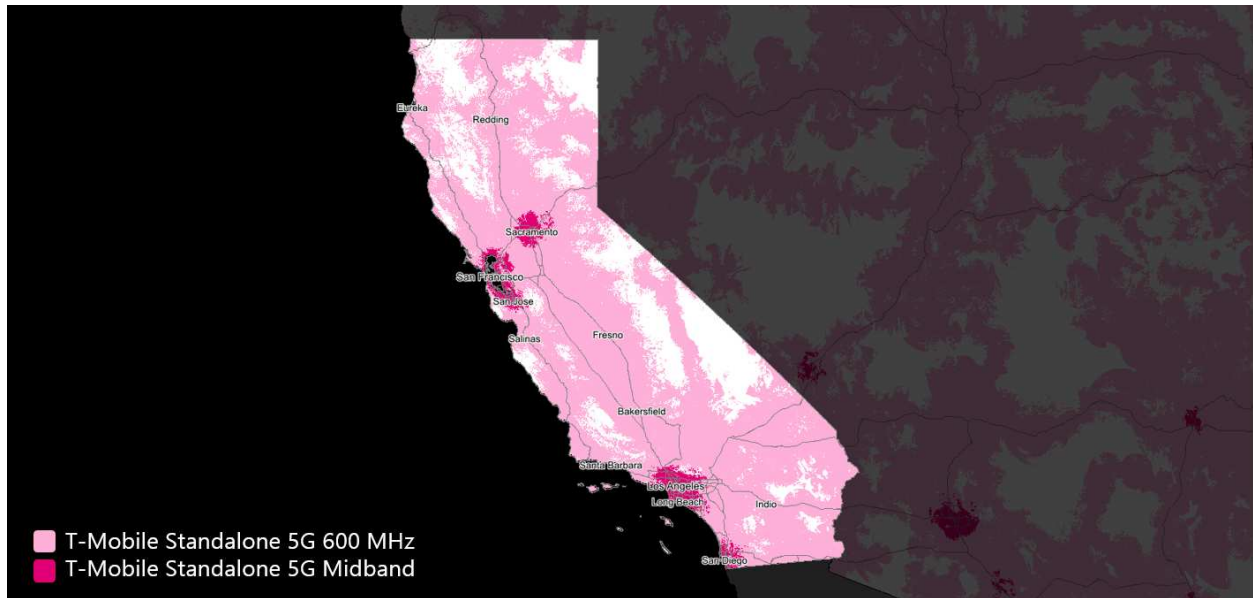 Eureka
Redding
Sacramento
San Francisco
San Jose
Salinas
Fresno
Bakersfield
Santa Barbara
Los Angeles
Long Beach
Indio
San Diego
T-Mobile Standalone 5G 600 MHz
T-Mobile Standalone 5G Midband